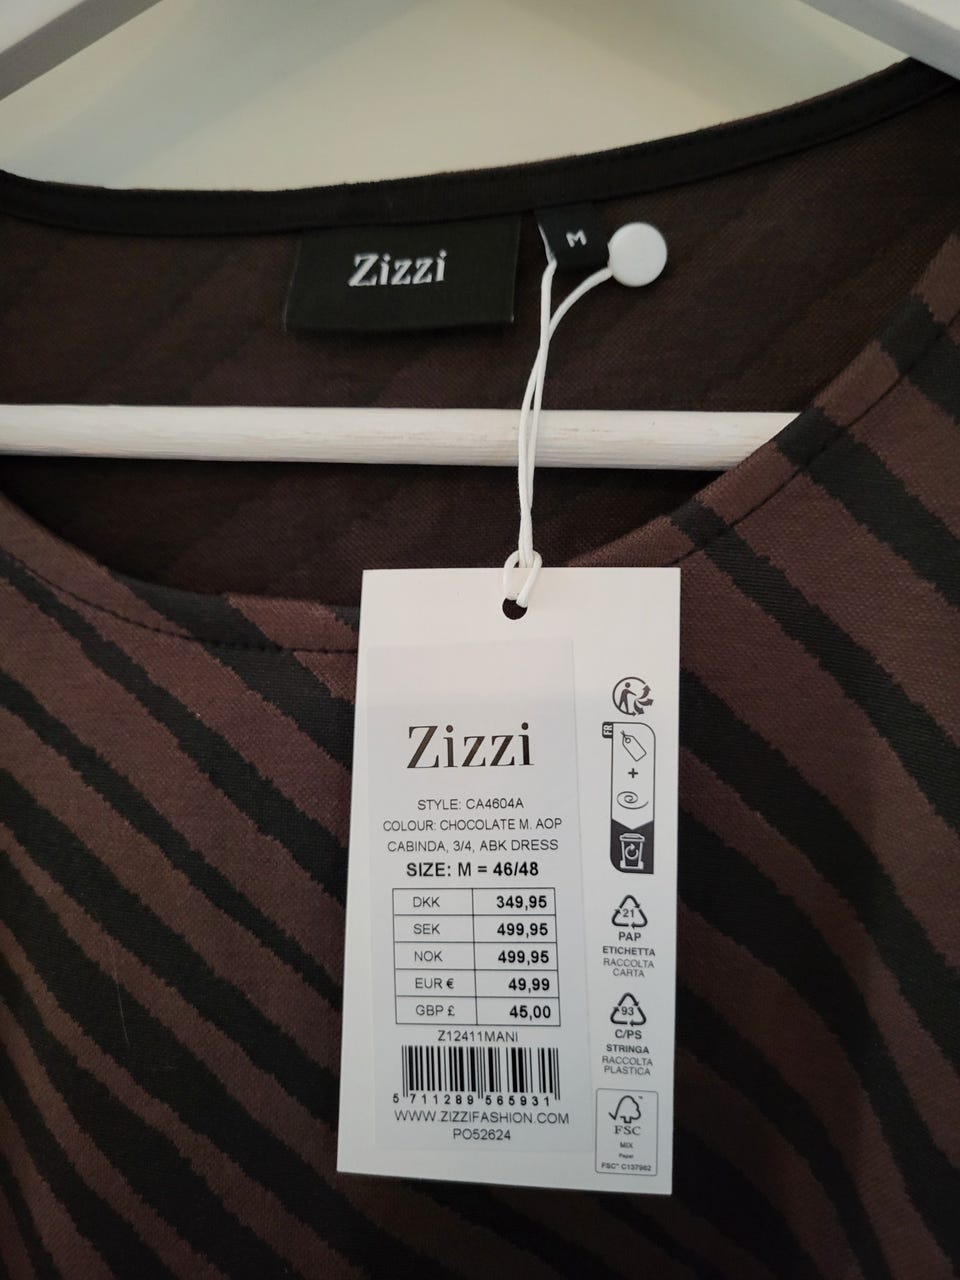 Zizzi
M
Zizzi
STYLE: CA4604A
COLOUR: CHOCOLATE M. AOP
CABINDA, 3/4, ABK DRESS
SIZE: M = 46/48
DKK 349,95
SEK 499,95
NOK 499,95
EUR € 49,99
GBP £ 45,00
Z12411MANI
5 711289 565931
WWW.ZIZZIFASHION.COM
PO52624
FR
+
21
PAP
ETICHETTA
RACCOLTA
CARTA
93
C/PS
STRINGA
RACCOLTA
PLASTICA
FSC
MIX
Paper
FSC™ C137982